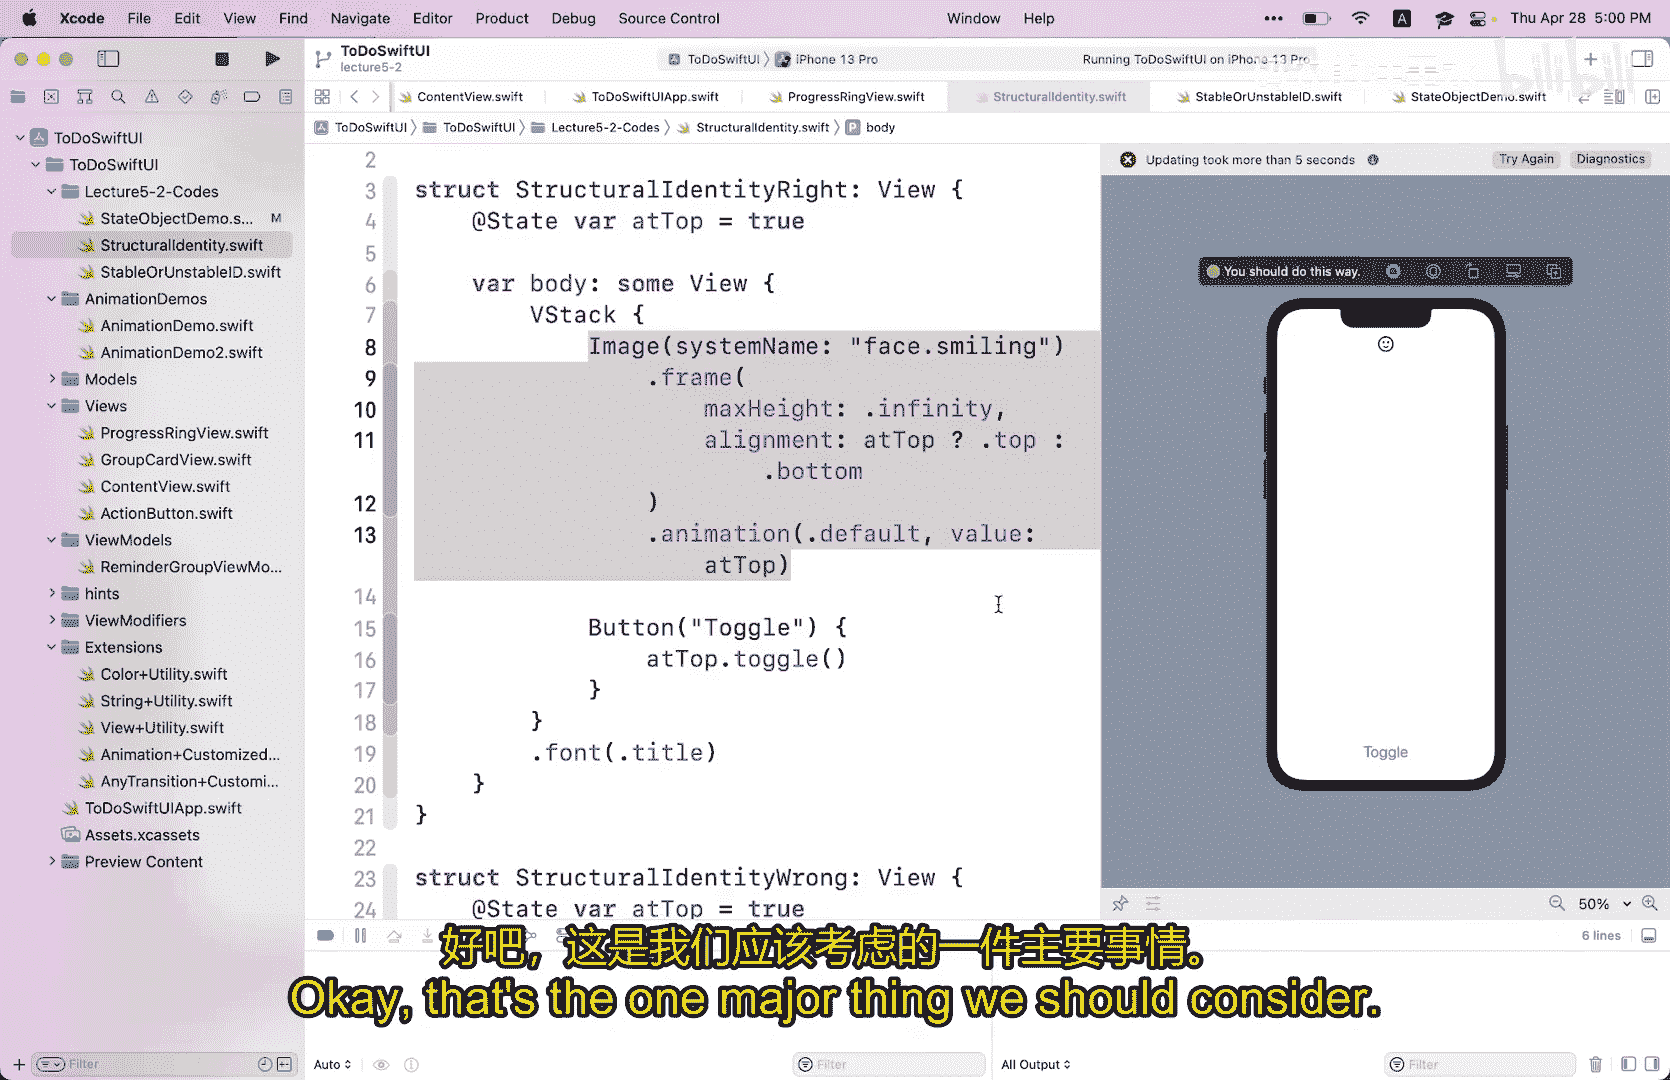 Xcode File Edit View Find Navigate Editor Product Debug Source Control Window Help A Thu Apr 28 5:00 PM
ToDoSwiftUI
lecture5-2
ToDoSwiftUI iPhone 13 Pro
Running ToDoSwiftUI on iPhone 13 Pro
ContentView.swift ToDoSwiftUIApp.swift ProgressRingView.swift StructuralIdentity.swift StableOrUnstableID.swift StateObjectDemo.swift
ToDoSwiftUI ToDoSwiftUI Lecture5-2-Codes StructuralIdentity.swift P body
ToDoSwiftUI
ToDoSwiftUI
Lecture5-2-Codes
StateObjectDemo.s... M
StructuralIdentity.swift
StableOrUnstableID.swift
AnimationDemos
AnimationDemo.swift
AnimationDemo2.swift
Models
Views
ProgressRingView.swift
GroupCardView.swift
ContentView.swift
ActionButton.swift
ViewModels
ReminderGroupViewMo...
hints
ViewModifiers
Extensions
Color+Utility.swift
String+Utility.swift
View+Utility.swift
Animation+Customized...
AnyTransition+Customi...
ToDoSwiftUIApp.swift
Assets.xcassets
Preview Content
Filter
2
3 struct StructuralIdentityRight: View {
4 @State var atTop = true
5
6 var body: some View {
7 VStack {
8 Image(systemName: "face.smiling")
9 .frame(
10 maxHeight: .infinity,
11 alignment: atTop ? .top :
.bottom
12 )
13 .animation(.default, value:
atTop)
14
15 Button("Toggle") {
16 atTop.toggle()
17 }
18 }
19 .font(.title)
20 }
21 }
22
23 struct StructuralIdentityWrong: View {
24 @State var atTop = true
Updating took more than 5 seconds Try Again Diagnostics
You should do this way.
Toggle
50%
6 lines
好吧，这是我们应该考虑的一件主要事情。
Okay, that's the one major thing we should consider.
Auto Filter All Output Filter
bilibili